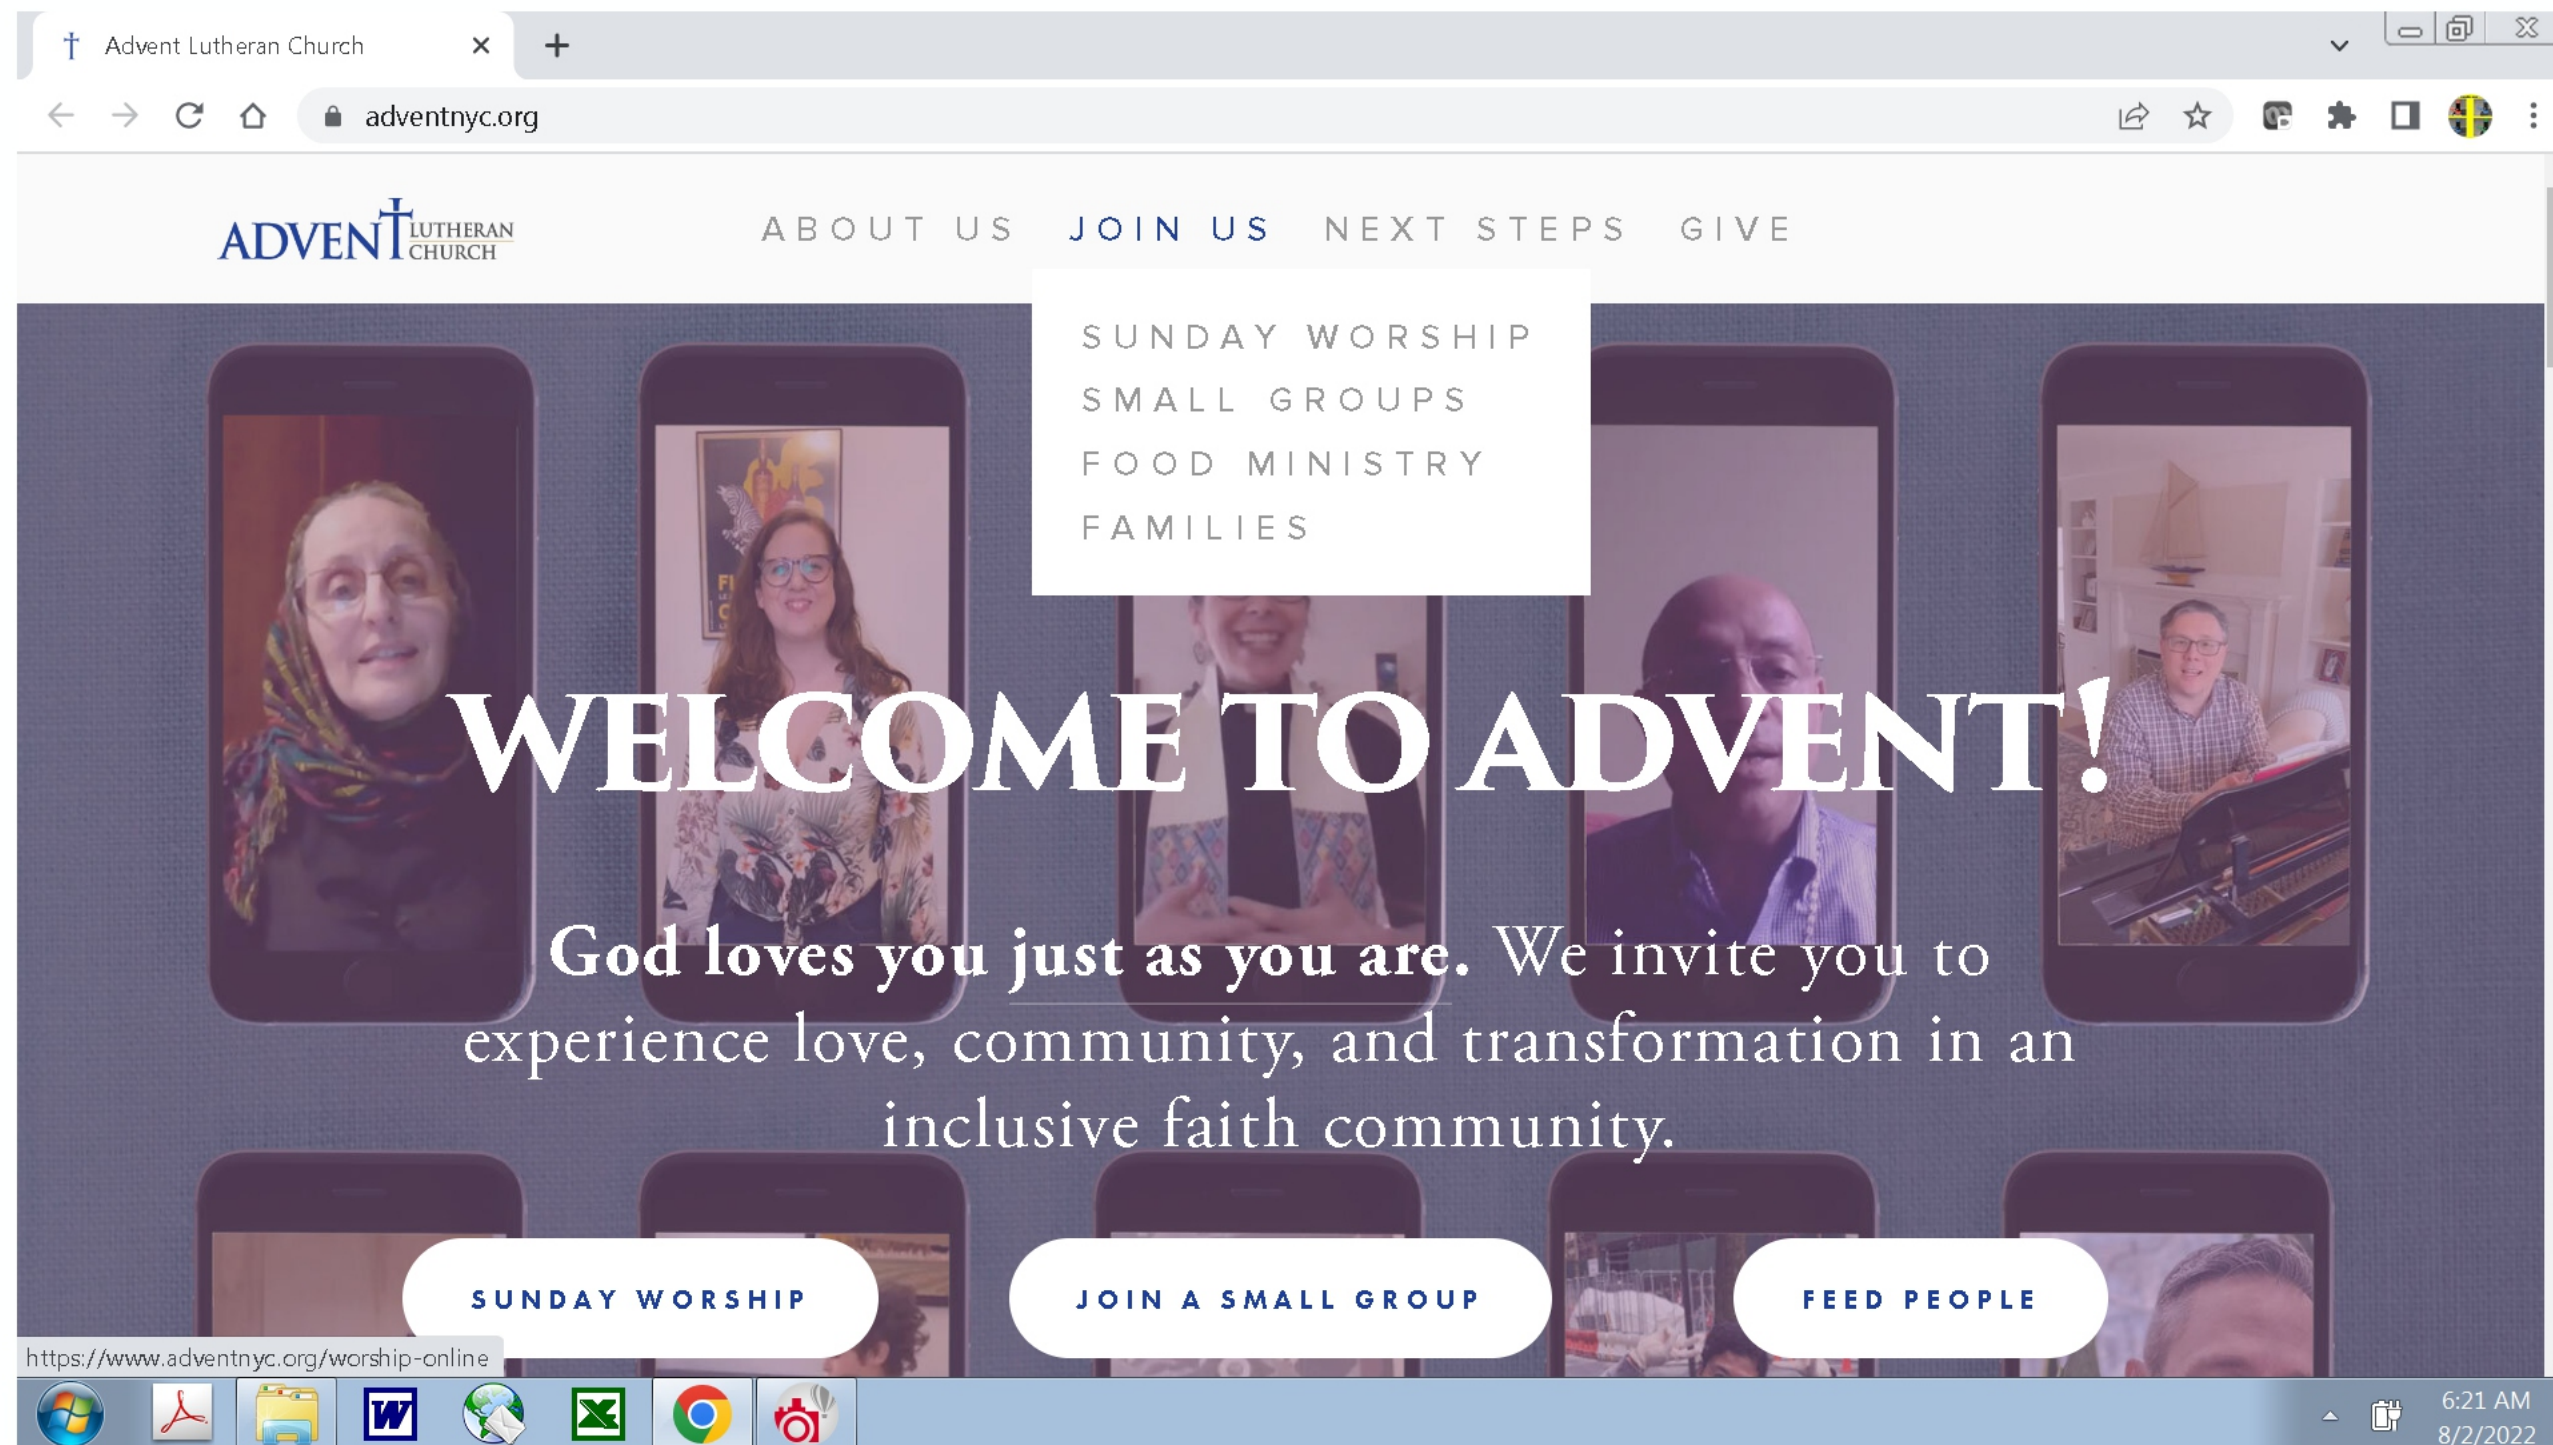 Advent Lutheran Church
adventnyc.org
ADVENT LUTHERAN CHURCH
ABOUT US JOIN US NEXT STEPS GIVE
SUNDAY WORSHIP
SMALL GROUPS
FOOD MINISTRY
FAMILIES
WELCOME TO ADVENT!
God loves you just as you are. We invite you to
experience love, community, and transformation in an
inclusive faith community.
SUNDAY WORSHIP JOIN A SMALL GROUP FEED PEOPLE
https://www.adventnyc.org/worship-online
6:21 AM
8/2/2022